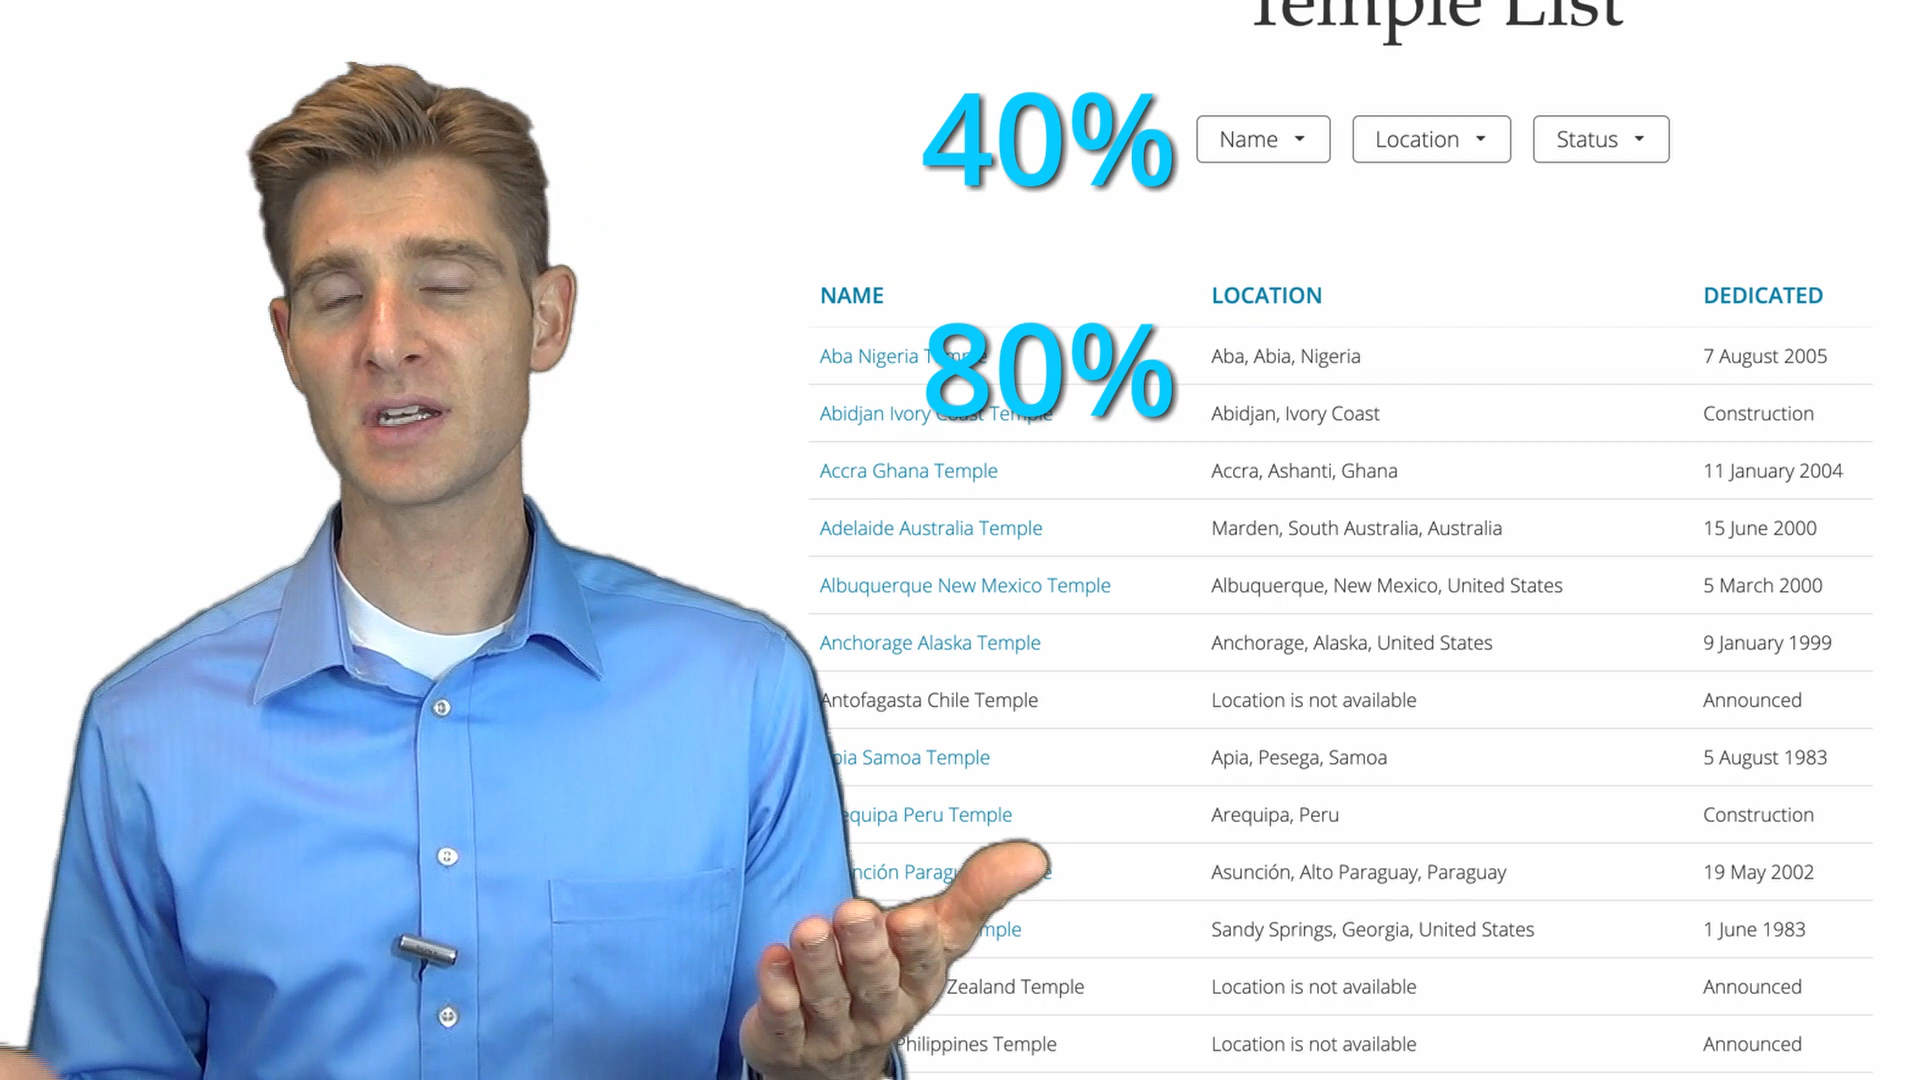 Temple List
40%
Name Location Status
NAME LOCATION DEDICATED
80%
Aba Nigeria Temple Aba, Abia, Nigeria 7 August 2005
Abidjan Ivory Coast Temple Abidjan, Ivory Coast Construction
Accra Ghana Temple Accra, Ashanti, Ghana 11 January 2004
Adelaide Australia Temple Marden, South Australia, Australia 15 June 2000
Albuquerque New Mexico Temple Albuquerque, New Mexico, United States 5 March 2000
Anchorage Alaska Temple Anchorage, Alaska, United States 9 January 1999
Antofagasta Chile Temple Location is not available Announced
Samoa Temple Apia, Pesega, Samoa 5 August 1983
Peru Temple Arequipa, Peru Construction
Asunción, Alto Paraguay, Paraguay 19 May 2002
Sandy Springs, Georgia, United States 1 June 1983
Zealand Temple Location is not available Announced
Philippines Temple Location is not available Announced